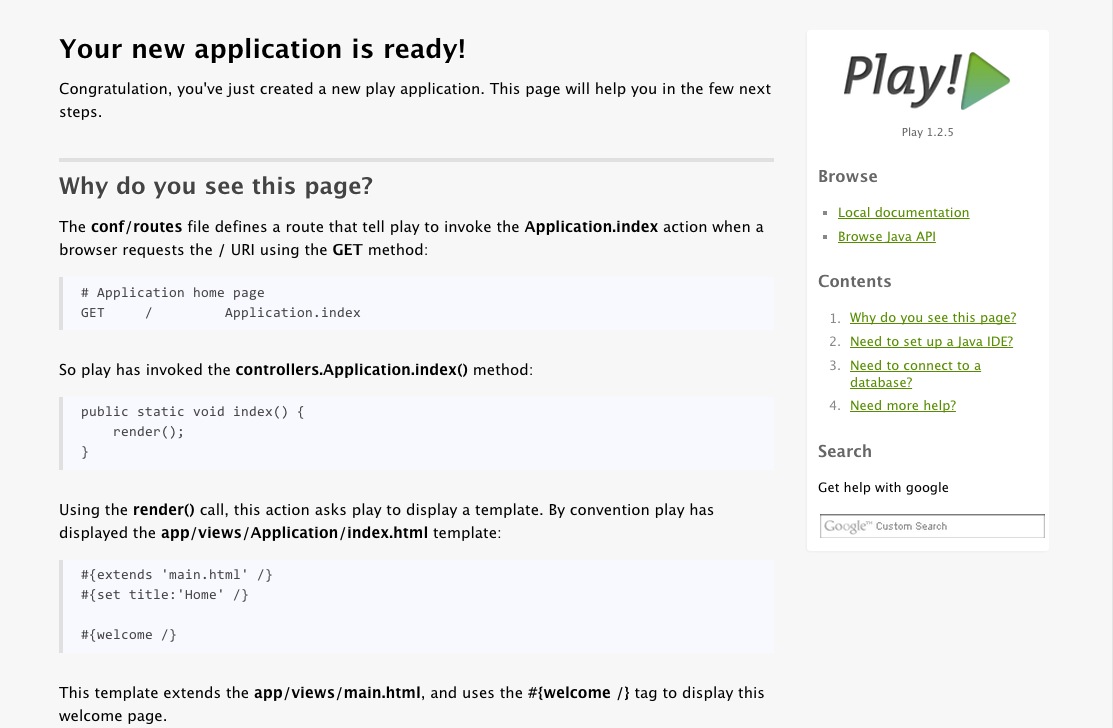 Your new application is ready!
Congratulation, you've just created a new play application. This page will help you in the few next
steps.
Why do you see this page?
The conf/routes file defines a route that tell play to invoke the Application.index action when a
browser requests the / URI using the GET method:
# Application home page
GET     /         Application.index
So play has invoked the controllers.Application.index() method:
public static void index() {
    render();
}
Using the render() call, this action asks play to display a template. By convention play has
displayed the app/views/Application/index.html template:
#{extends 'main.html' /}
#{set title:'Home' /}
#{welcome /}
This template extends the app/views/main.html, and uses the #{welcome /} tag to display this
welcome page.
Play!
Play 1.2.5
Browse
Local documentation
Browse Java API
Contents
1. Why do you see this page?
2. Need to set up a Java IDE?
3. Need to connect to a
database?
4. Need more help?
Search
Get help with google
Google™ Custom Search